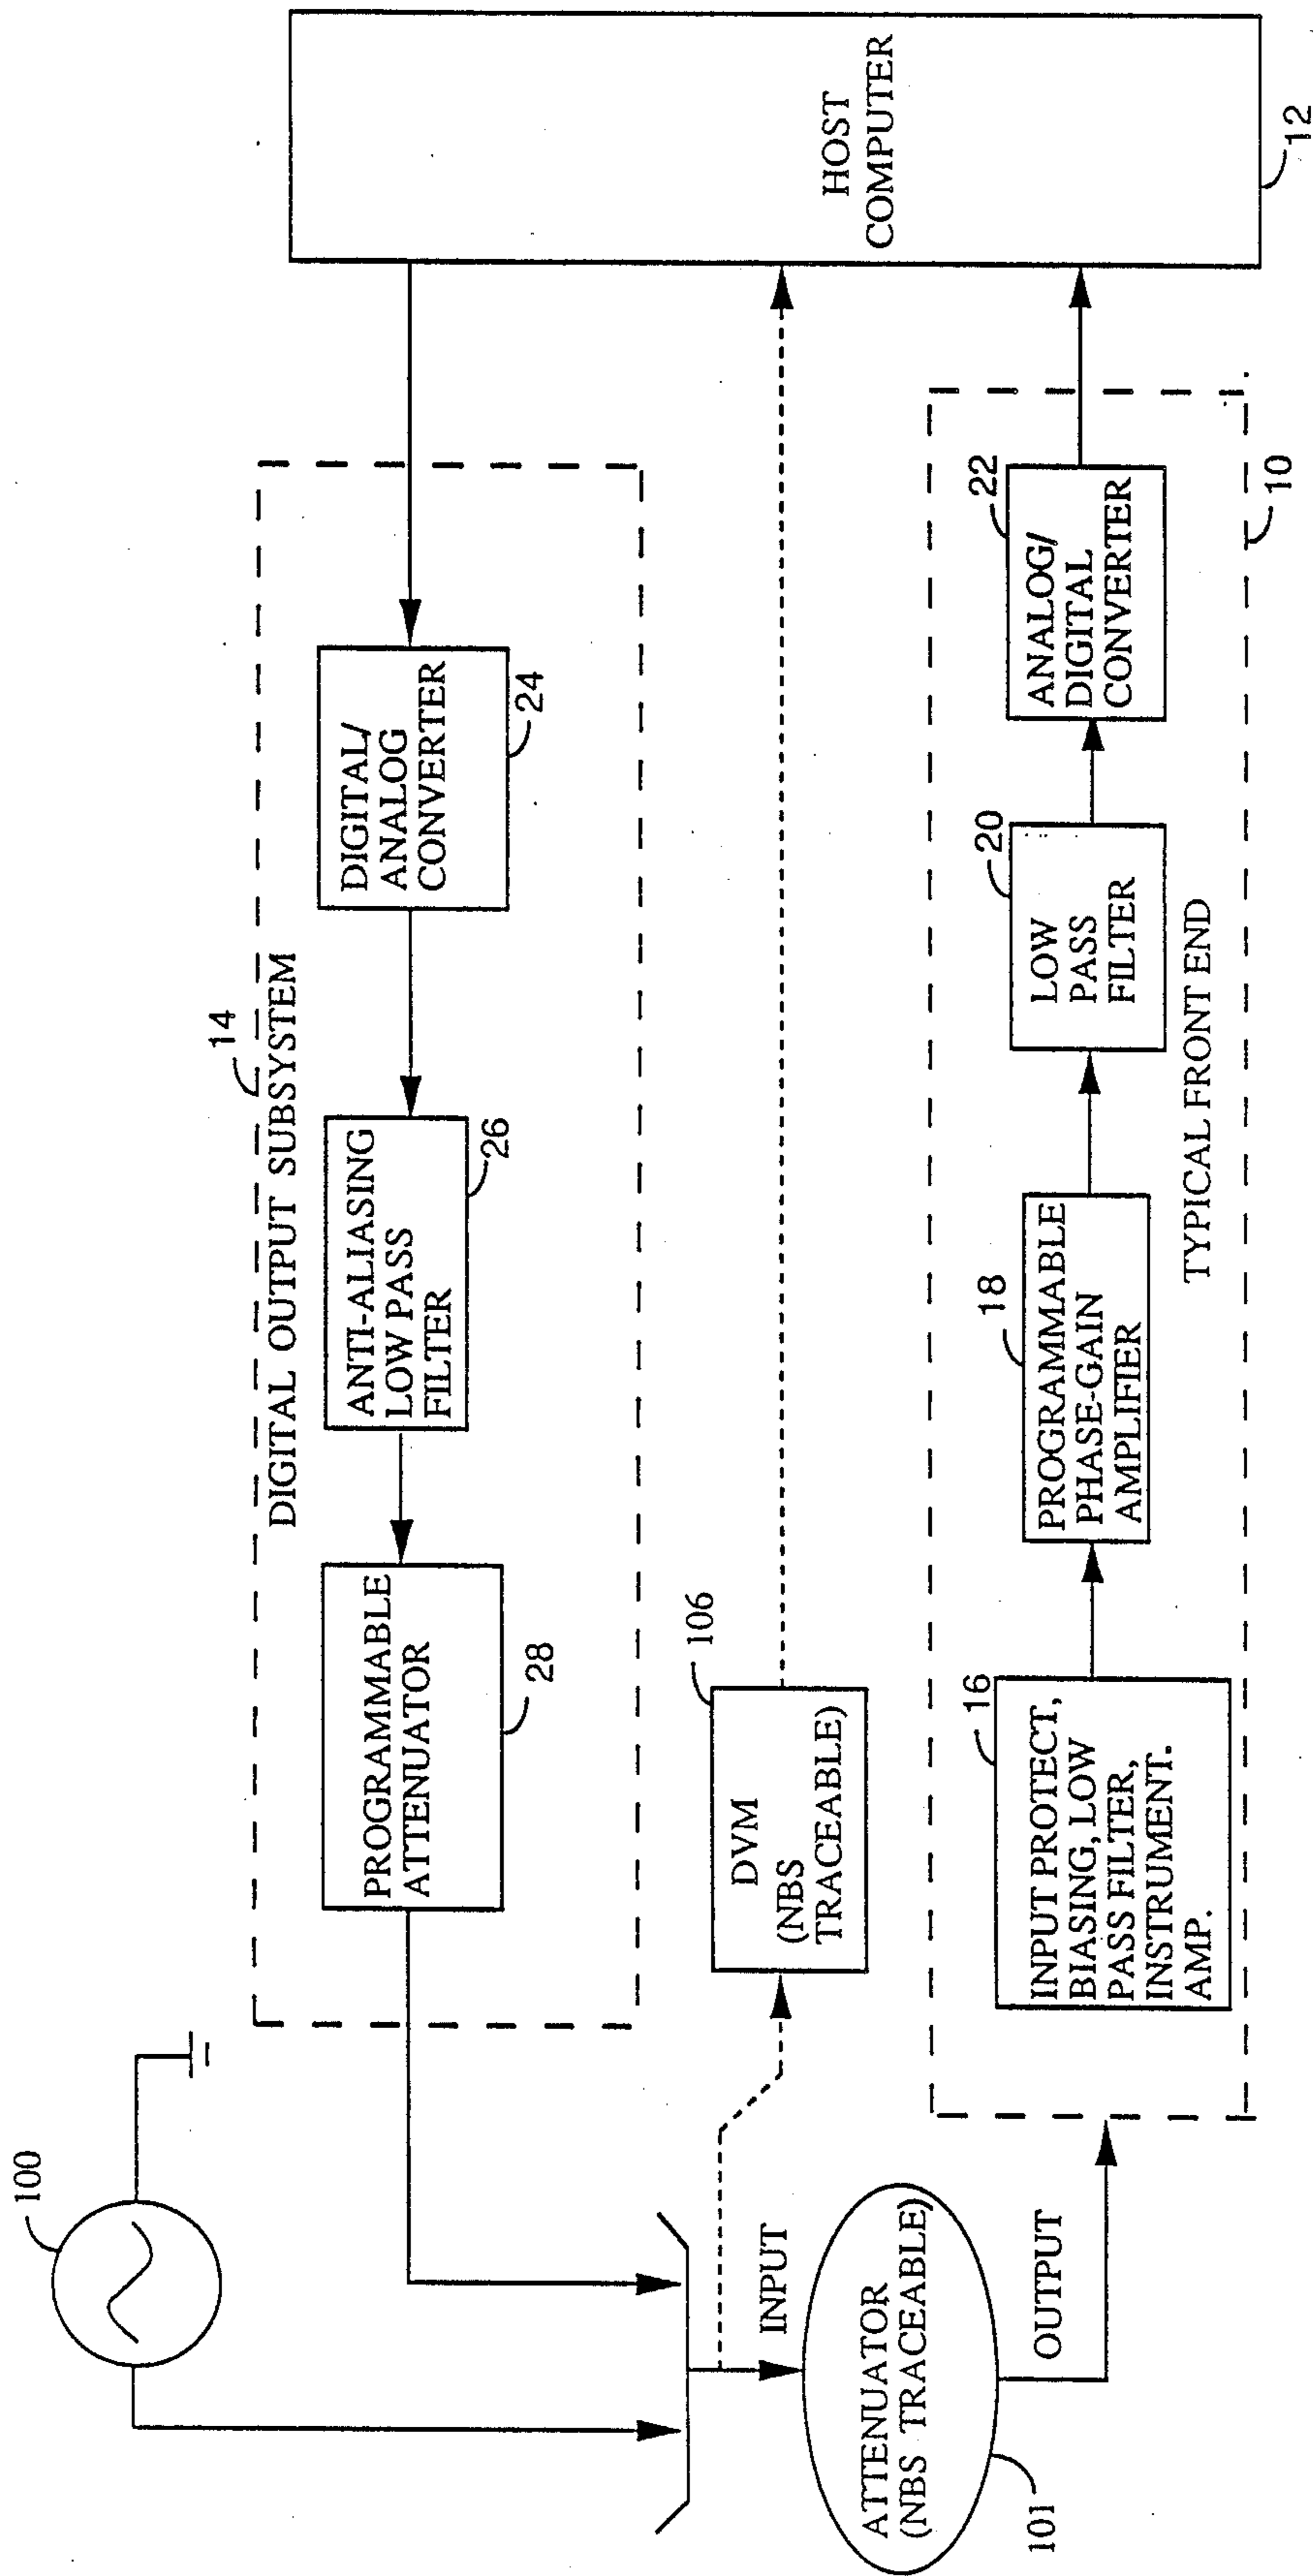 100
14
DIGITAL OUTPUT SUBSYSTEM
PROGRAMMABLE
ATTENUATOR
28
ANTI-ALIASING
LOW PASS
FILTER
26
DIGITAL/
ANALOG
CONVERTER
24
HOST
COMPUTER
12
106
DVM
(NBS
TRACEABLE)
INPUT
ATTENUATOR
(NBS TRACEABLE)
101
OUTPUT
16
INPUT PROTECT,
BIASING, LOW
PASS FILTER,
INSTRUMENT.
AMP.
18
PROGRAMMABLE
PHASE-GAIN
AMPLIFIER
20
LOW
PASS
FILTER
22
ANALOG/
DIGITAL
CONVERTER
TYPICAL FRONT END
10